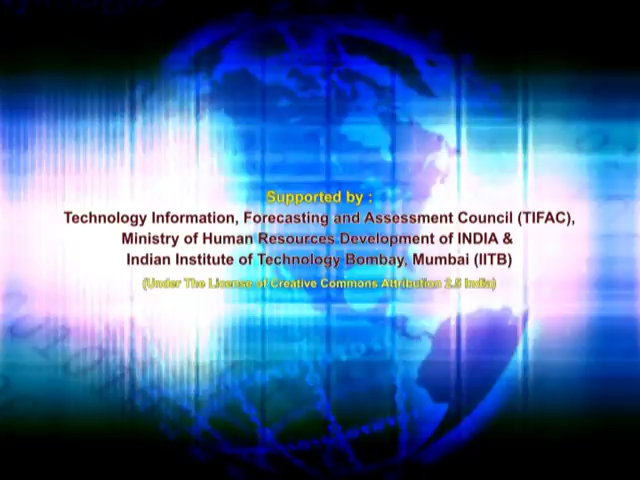 Supported by :
Technology Information, Forecasting and Assessment Council (TIFAC),
Ministry of Human Resources Development of INDIA &
Indian Institute of Technology Bombay, Mumbai (IITB)
(Under The License of Creative Commons Attribution 2.5 India)